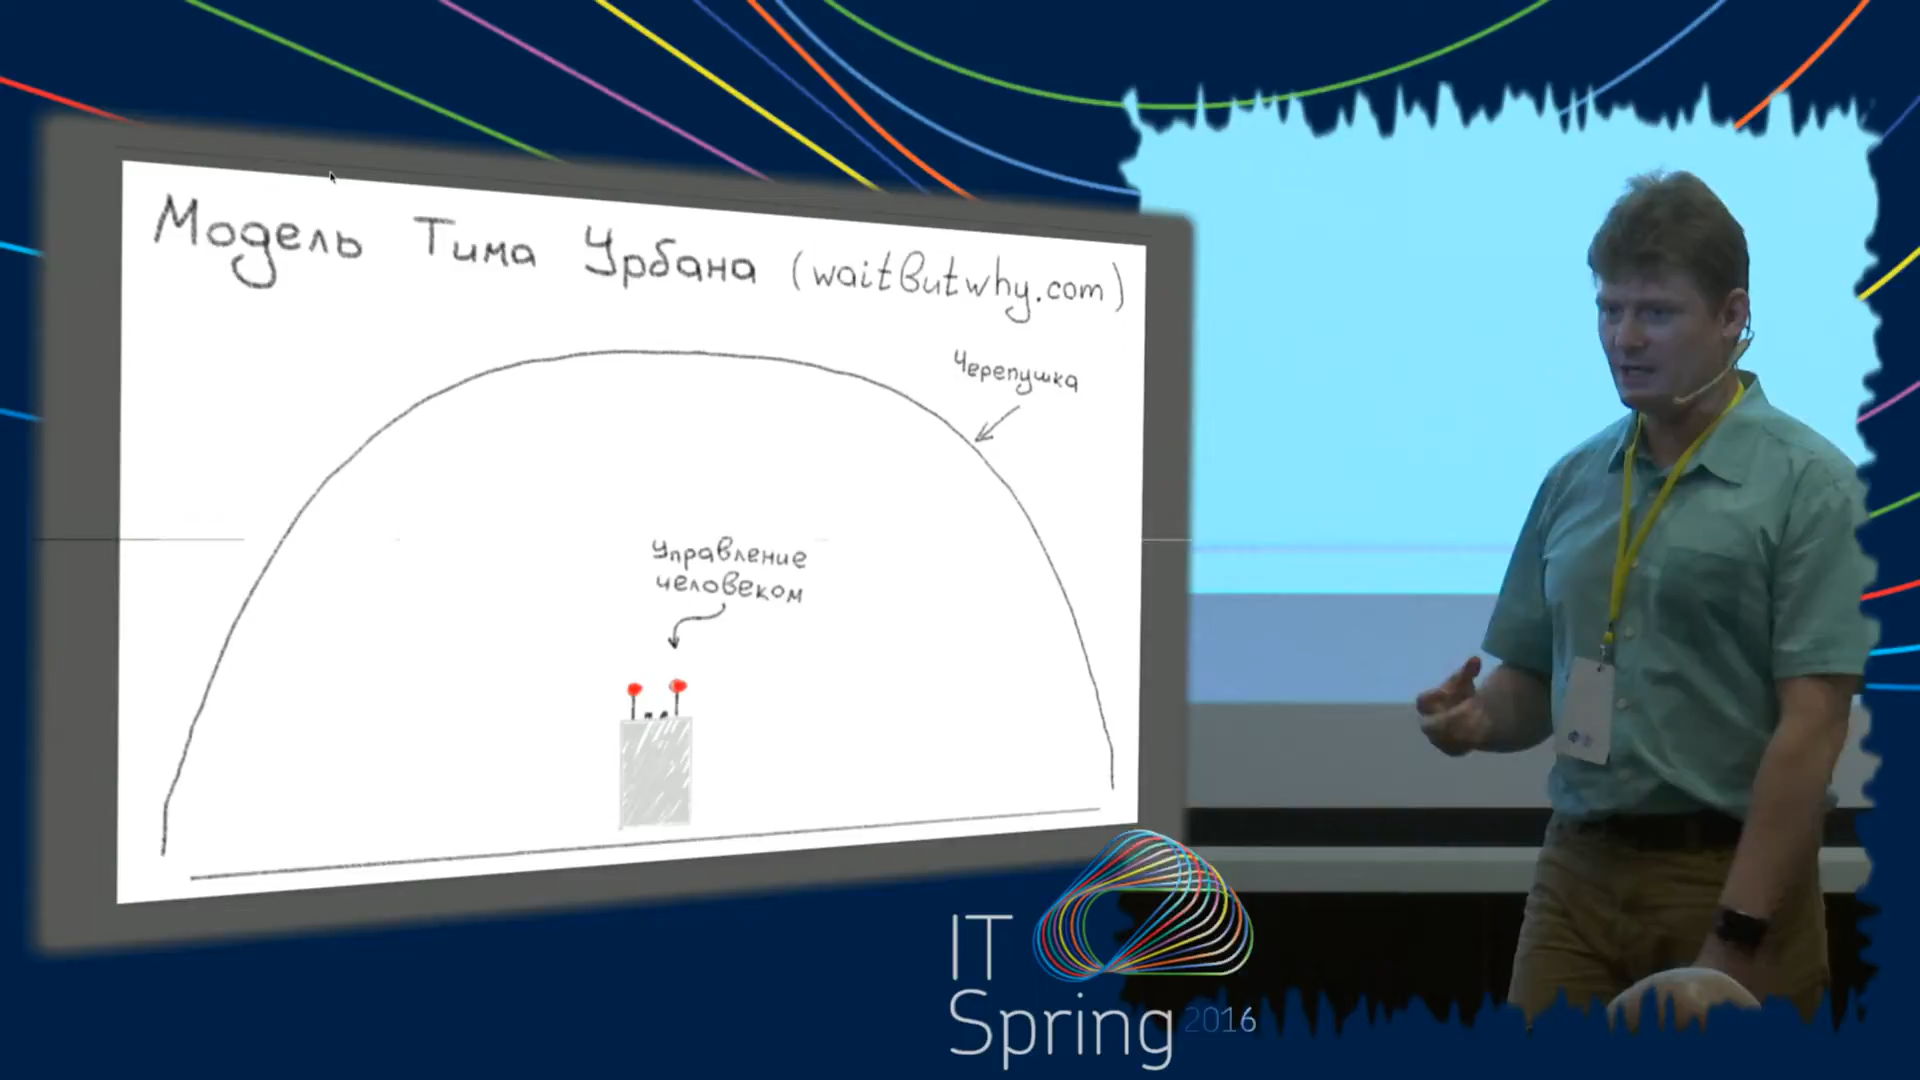 Модель Тима Урбана (waitbutwhy.com)
Черепушка
Управление
человеком
IT
Spring 2016